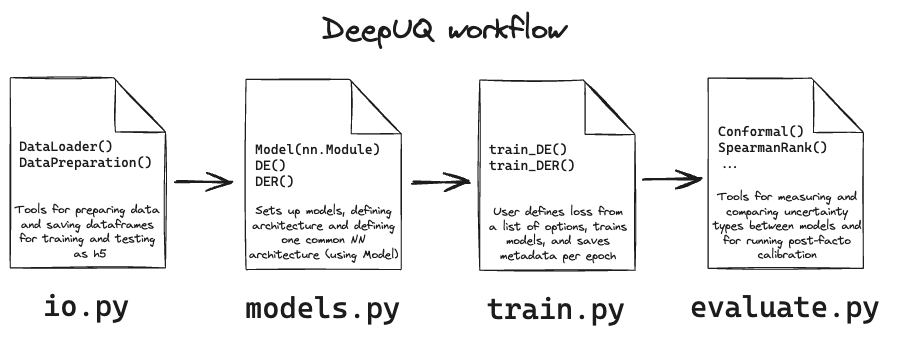 DeepUQ workflow
DataLoader()
DataPreparation()
Tools for preparing data
and saving dataframes
for training and testing
as h5
io.py
Model(nn.Module)
DE()
DER()
Sets up models, defining
architecture and defining
one common NN
architecture (using Model)
models.py
train_DE()
train_DER()
User defines loss from
a list of options, trains
models, and saves
metadata per epoch
train.py
Conformal()
SpearmanRank()
...
Tools for measuring and
comparing uncertainty
types between models and
for running post-facto
calibration
evaluate.py